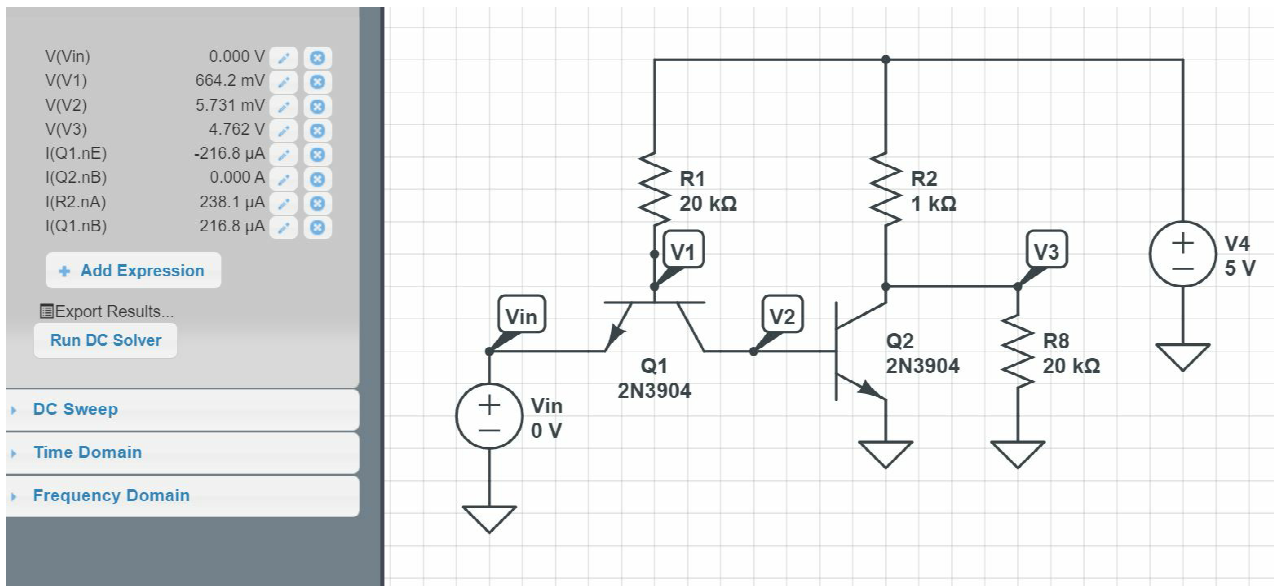 V(Vin) 0.000 V
V(V1) 664.2 mV
V(V2) 5.731 mV
V(V3) 4.762 V
I(Q1.nE) -216.8 µA
I(Q2.nB) 0.000 A
I(R2.nA) 238.1 µA
I(Q1.nB) 216.8 µA
+ Add Expression
Export Results...
Run DC Solver
DC Sweep
Time Domain
Frequency Domain
R1
20 kΩ
R2
1 kΩ
V1
V3
V4
5 V
Vin
V2
Q1
2N3904
Q2
2N3904
R8
20 kΩ
Vin
0 V